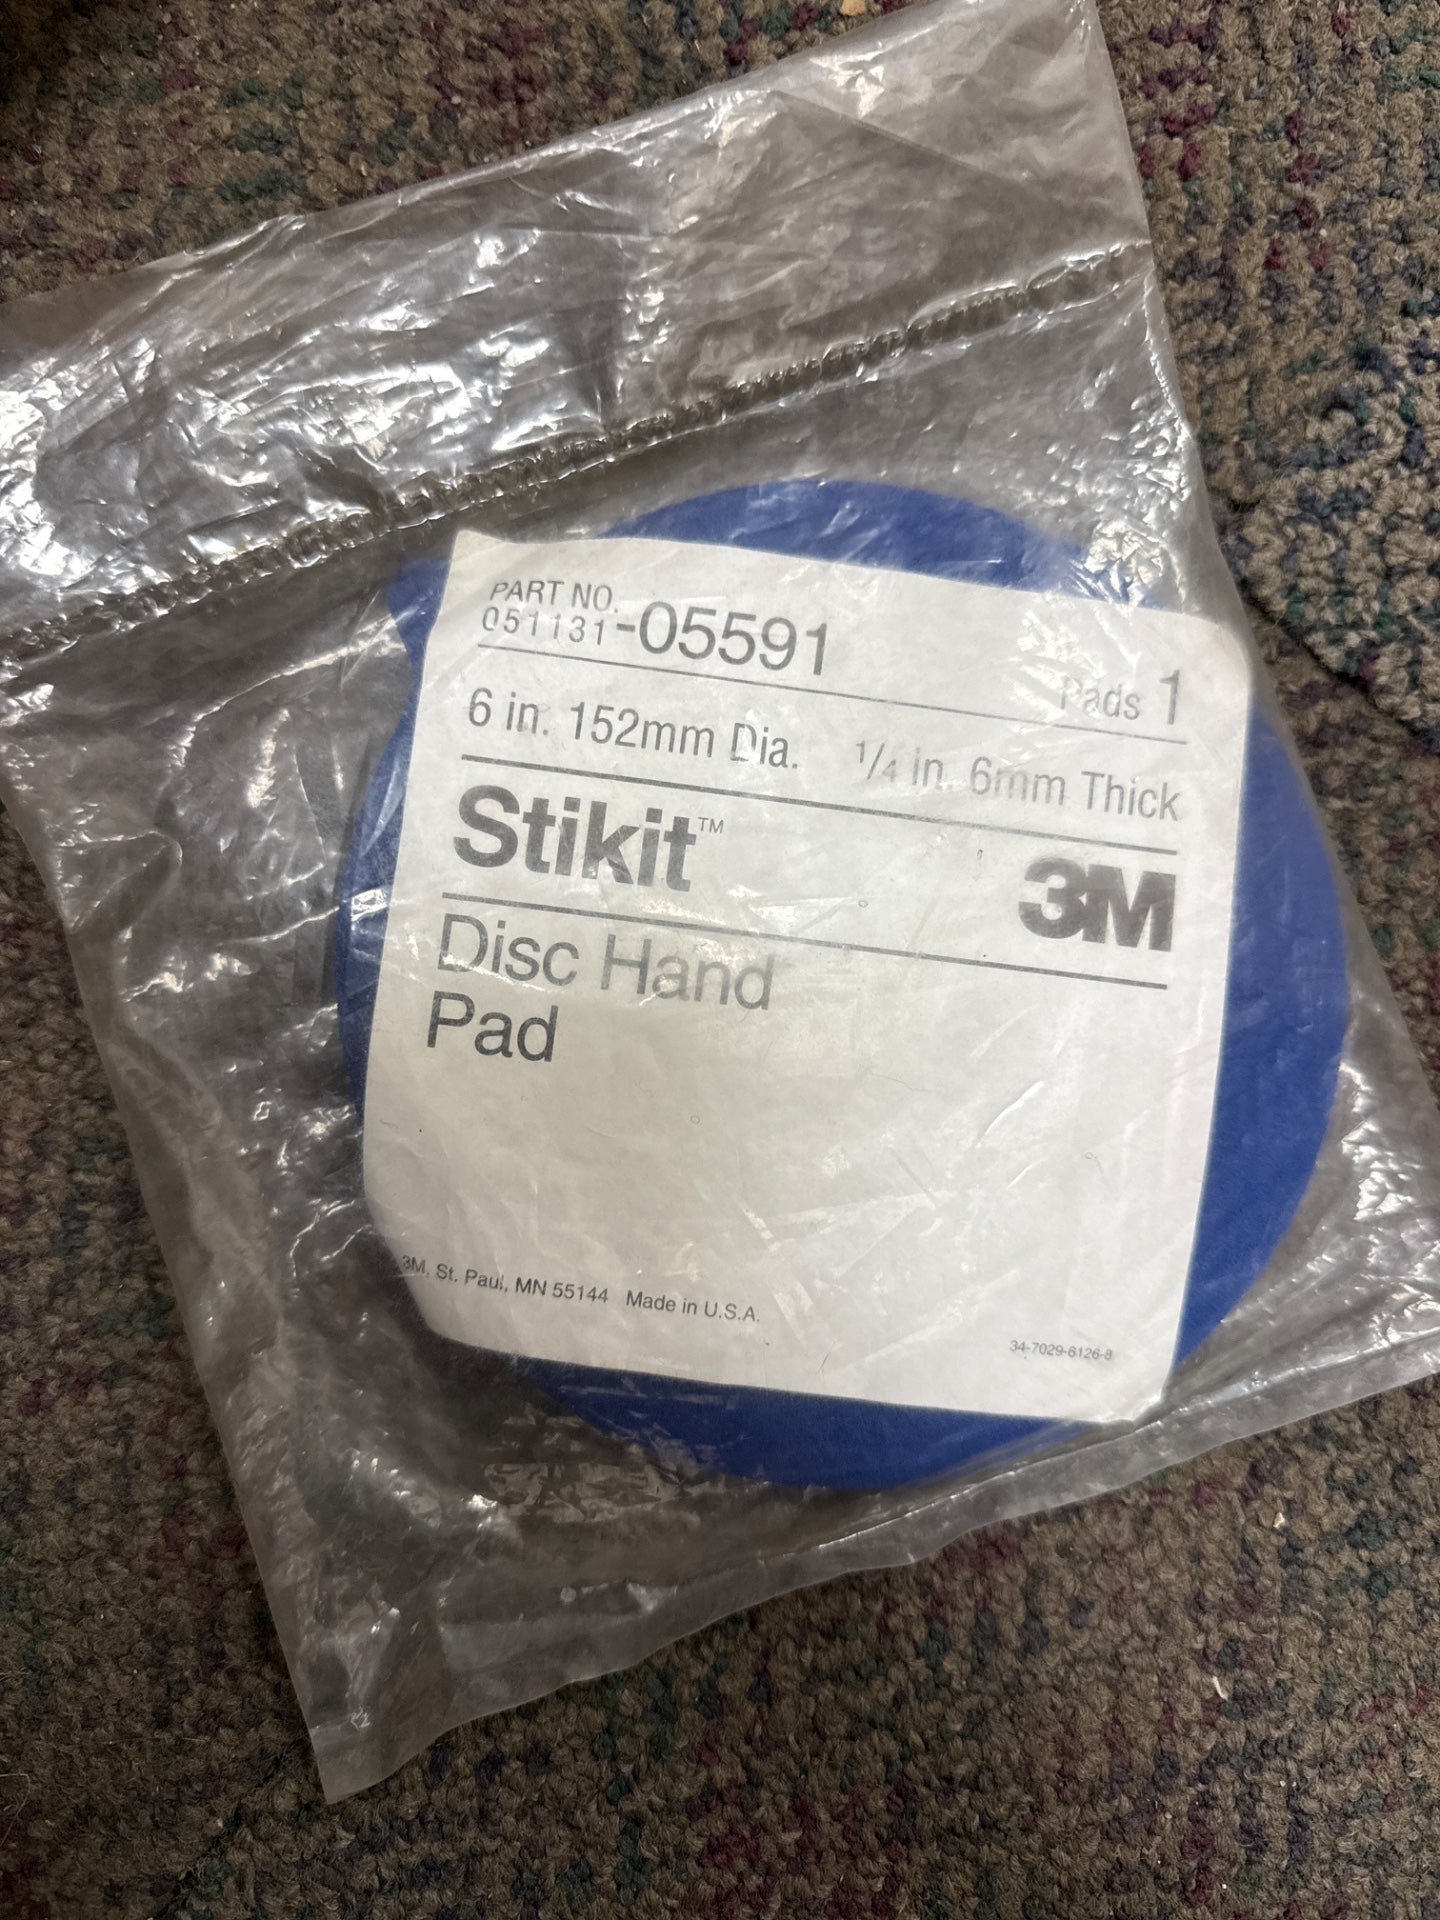 PART NO.
051131-05591
Pads 1
6 in. 152mm Dia. 1/4 in. 6mm Thick
Stikit™
3M
Disc Hand
Pad
3M, St. Paul, MN 55144 Made in U.S.A.
34-7029-6126-8